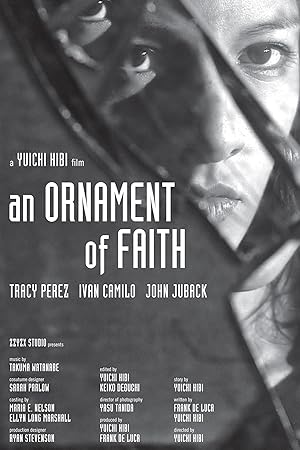 a YUICHI HIBI film
an ORNAMENT
of FAITH
TRACY PEREZ IVAN CAMILO JOHN JUBACK
ZZYZX STUDIO presents
music by
TAKUMA WATANABE
costume designer
SARAH PARLOW
casting by
MARIA E. NELSON
ELLYN LONG MARSHALL
production designer
RYAN STEVENSON
edited by
YUICHI HIBI
KEIKO DEGUCHI
director of photography
YASU TANIDA
produced by
YUICHI HIBI
FRANK DE LUCA
story by
YUICHI HIBI
written by
FRANK DE LUCA
YUICHI HIBI
directed by
YUICHI HIBI